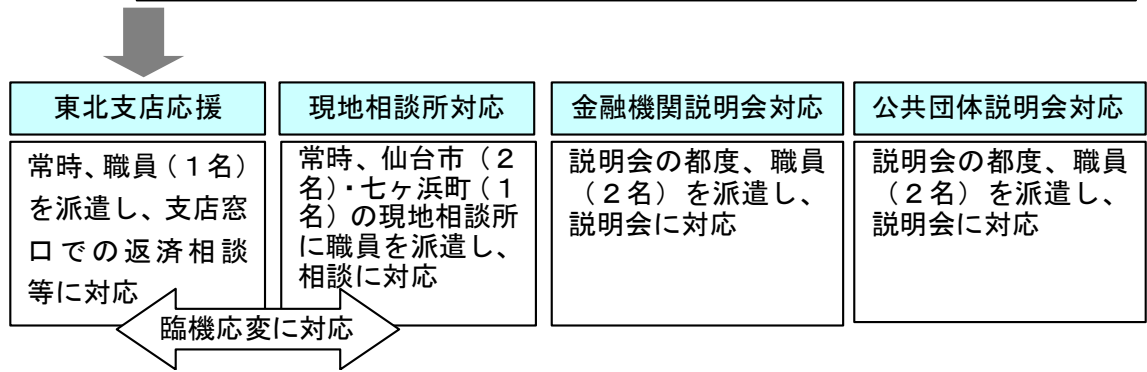 東北支店応援
常時、職員（１名）
を派遣し、支店窓
口での返済相談
等に対応
現地相談所対応
常時、仙台市（２
名）・七ヶ浜町（１
名）の現地相談所
に職員を派遣し、
相談に対応
臨機応変に対応
金融機関説明会対応
説明会の都度、職員
（２名）を派遣し、
説明会に対応
公共団体説明会対応
説明会の都度、職員
（２名）を派遣し、
説明会に対応